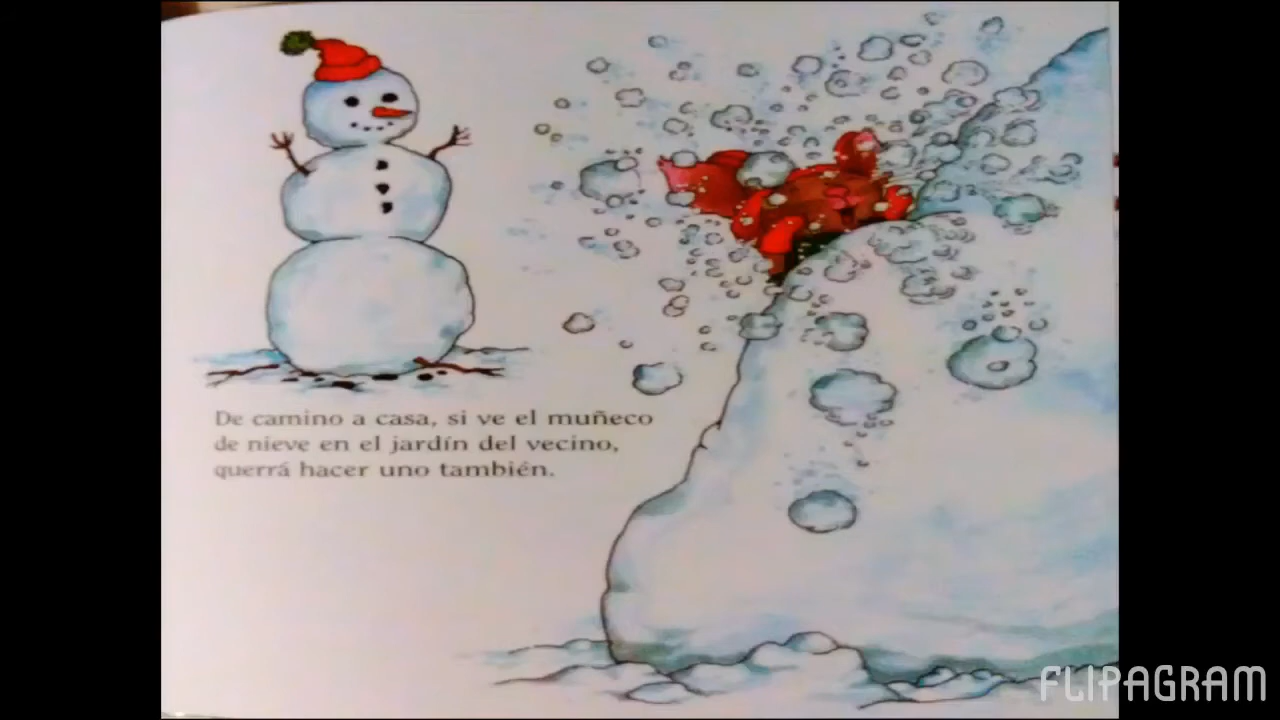 De camino a casa, si ve el muñeco
de nieve en el jardín del vecino,
querrá hacer uno también.
FLIPAGRAM